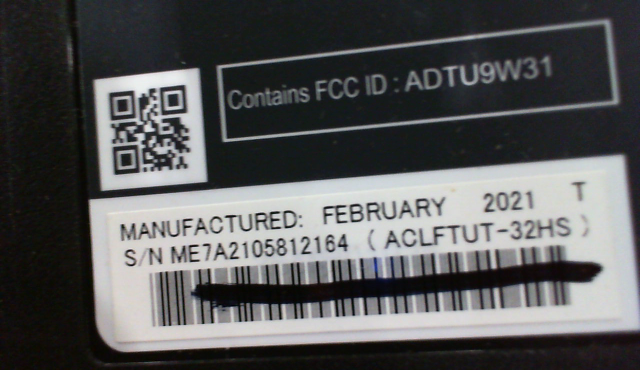 Contains FCC ID : ADTU9W31
MANUFACTURED: FEBRUARY 2021 T
S/N ME7A2105812164 ( ACLFTUT-32HS )